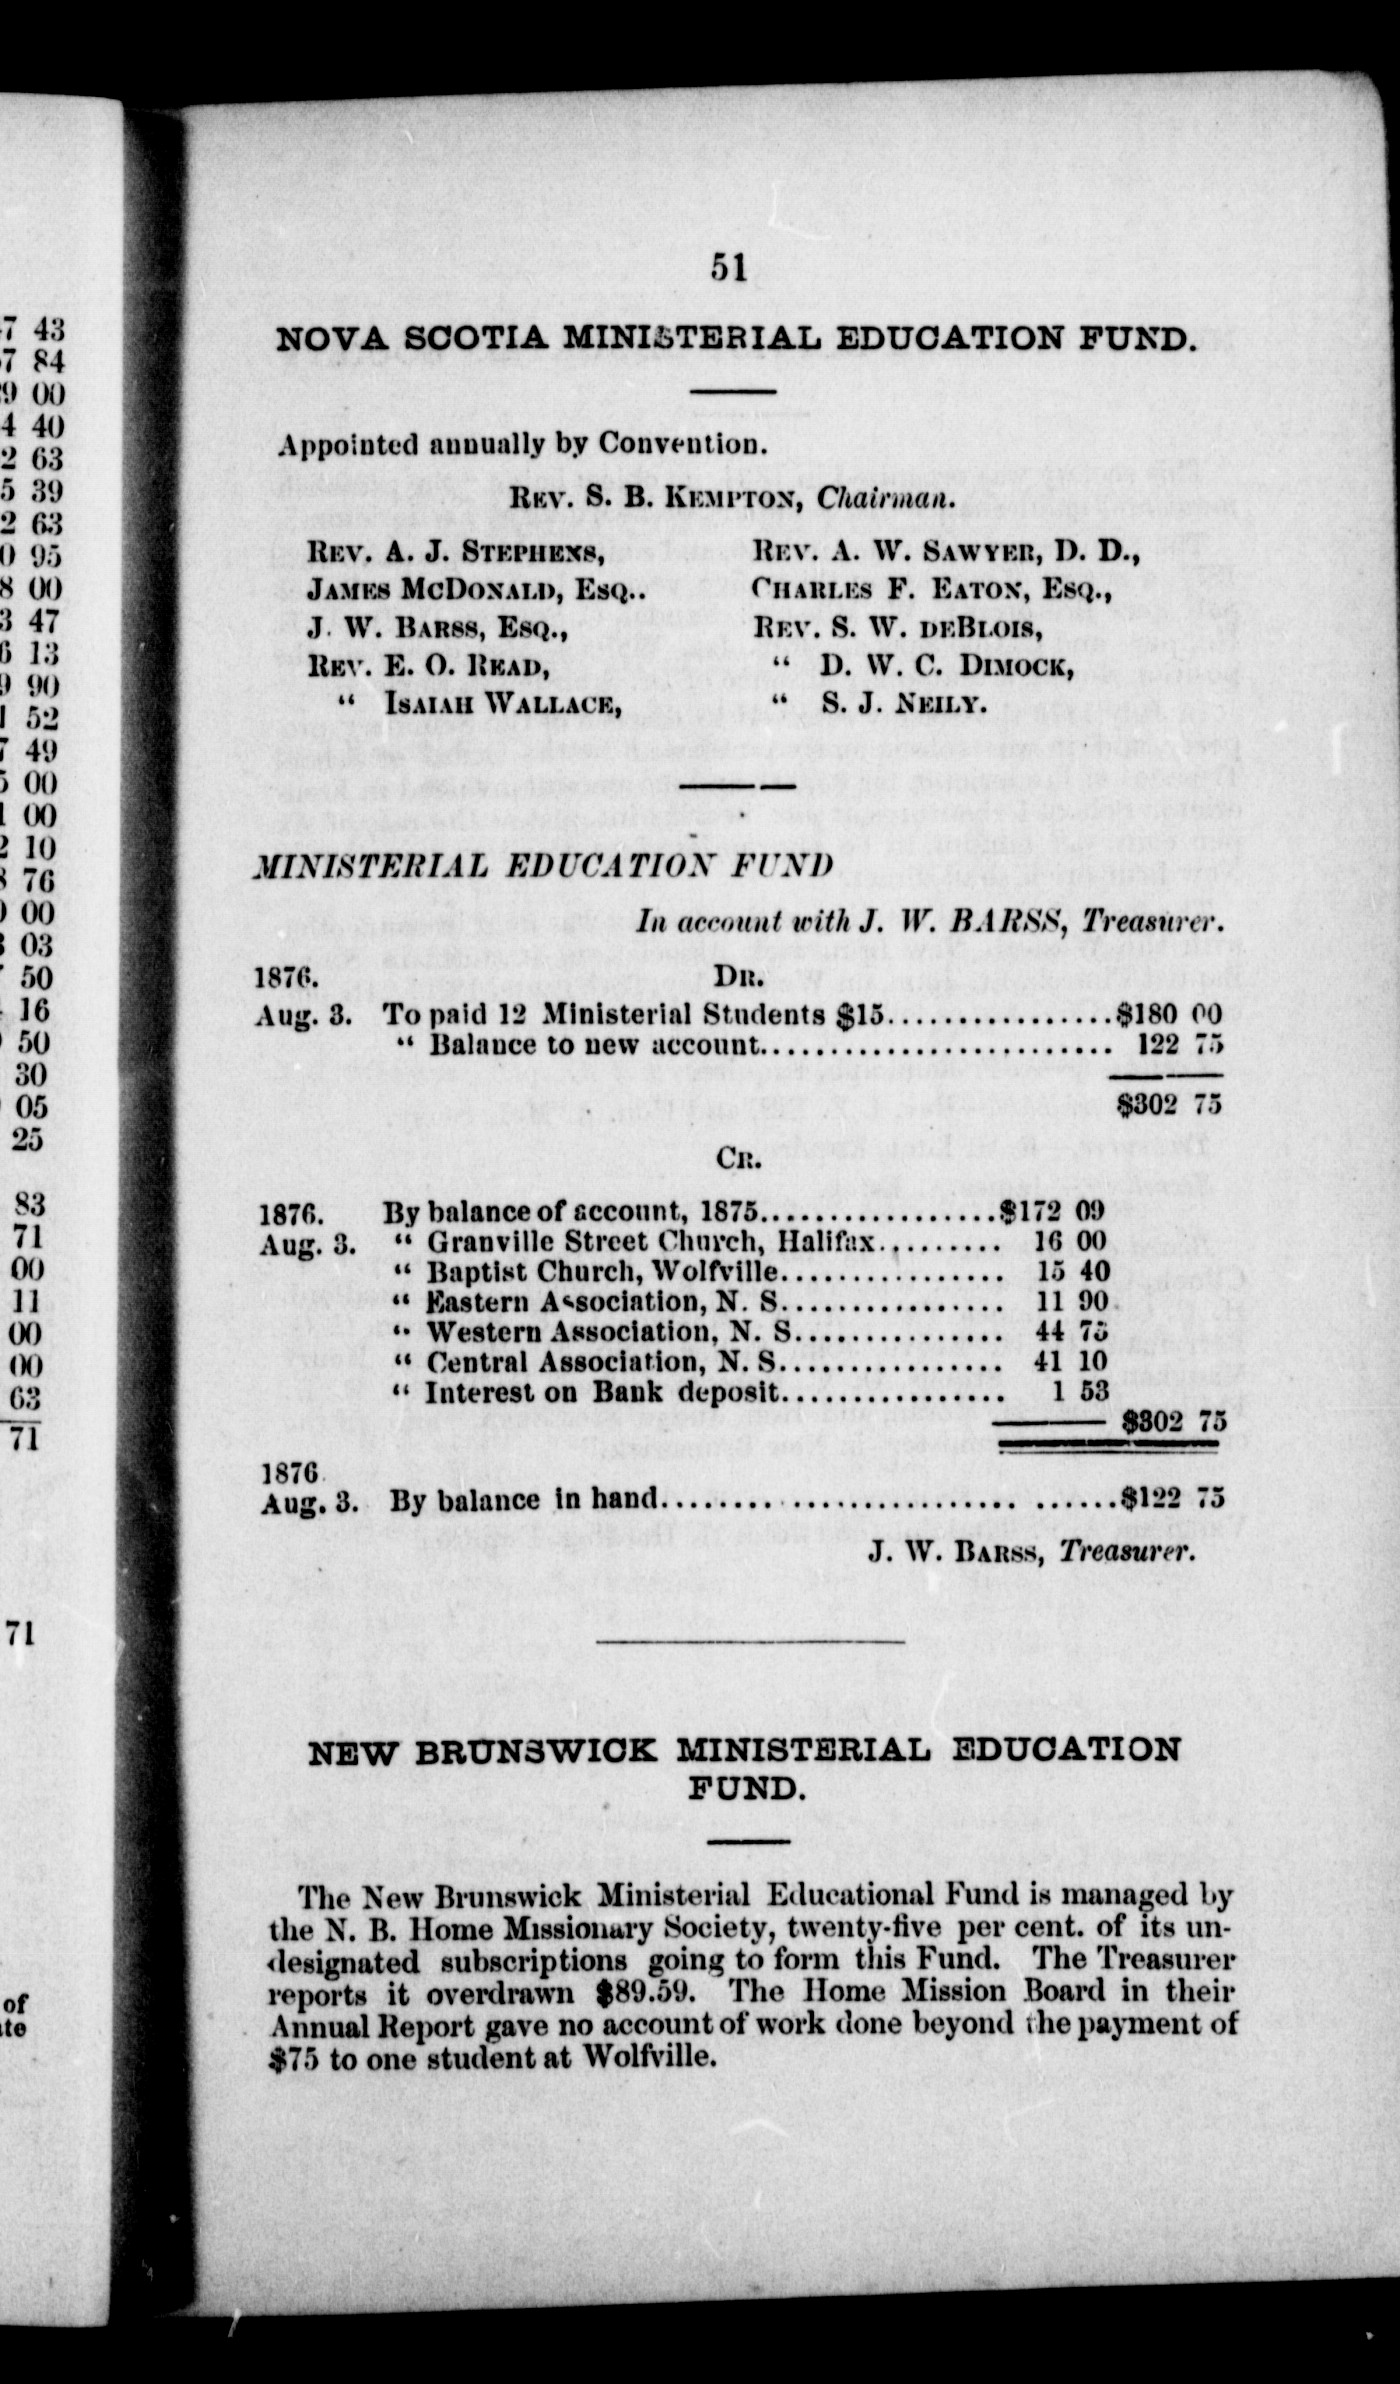 51
NOVA SCOTIA MINISTERIAL EDUCATION FUND.
Appointed annually by Convention.
REV. S. B. KEMPTON, Chairman.
REV. A. J. STEPHENS, REV. A. W. SAWYER, D. D.,
JAMES MCDONALD, ESQ.. CHARLES F. EATON, ESQ.,
J. W. BARSS, ESQ., REV. S. W. DEBLOIS,
REV. E. O. READ, " D. W. C. DIMOCK,
" ISAIAH WALLACE, " S. J. NEILY.
MINISTERIAL EDUCATION FUND
In account with J. W. BARSS, Treasurer.
1876. DR.
Aug. 3. To paid 12 Ministerial Students $15................$180 00
" Balance to new account.......................... 122 75
$302 75
CR.
1876. By balance of account, 1875..................$172 09
Aug. 3. " Granville Street Church, Halifax.......... 16 00
" Baptist Church, Wolfville................. 15 40
" Eastern Association, N. S................. 11 90
" Western Association, N. S................ 44 73
" Central Association, N. S................. 41 10
" Interest on Bank deposit................. 1 53
$302 75
1876.
Aug. 3. By balance in hand....................................$122 75
J. W. BARSS, Treasurer.
NEW BRUNSWICK MINISTERIAL EDUCATION
FUND.
The New Brunswick Ministerial Educational Fund is managed by
the N. B. Home Missionary Society, twenty-five per cent. of its un-
designated subscriptions going to form this Fund. The Treasurer
reports it overdrawn $89.59. The Home Mission Board in their
Annual Report gave no account of work done beyond the payment of
$75 to one student at Wolfville.